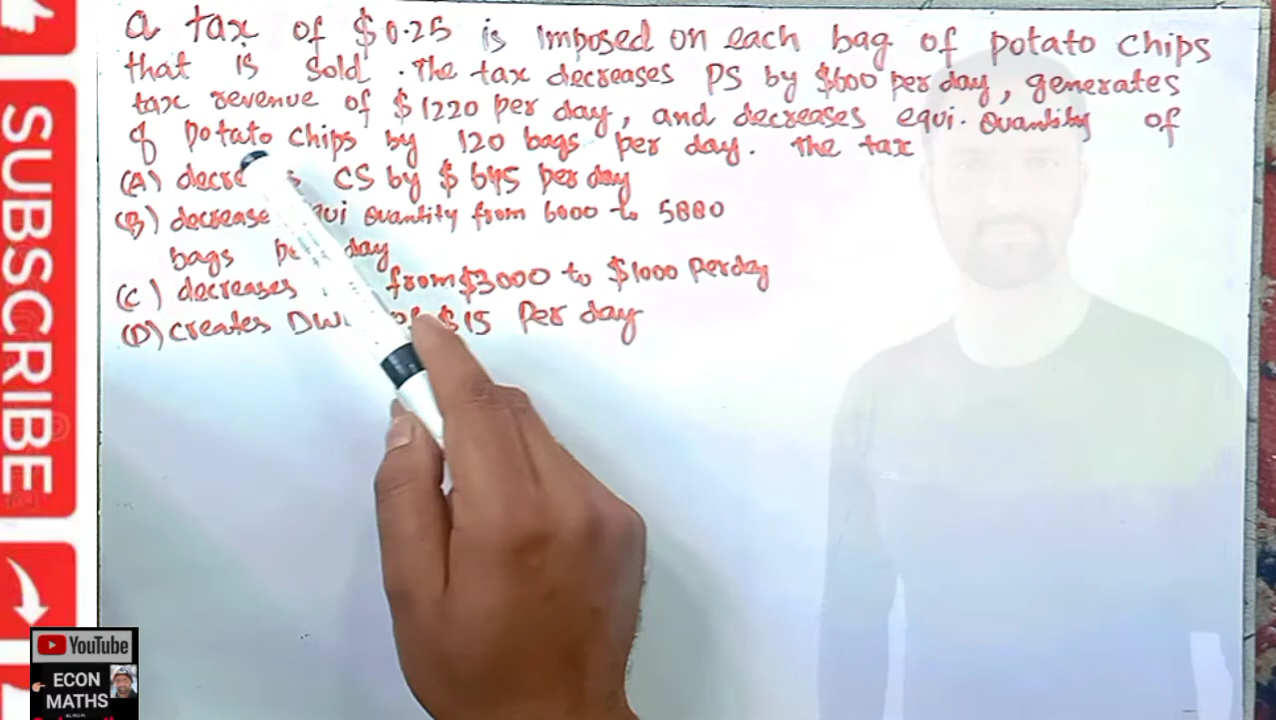 a tax of $0.25 is imposed on each bag of potato chips
that is sold. The tax decreases PS by $600 per day, generates
tax revenue of $1220 per day, and decreases equi. Quantity of
of potato chips by 120 bags per day. The tax
(A) CS by $645 per day
(B) decrease Quantity from 6000 to 5880
bags day
(C) decreases from $3000 to $1000 Per day
(D) creates $15 Per day
SUBSCRIBE
YouTube
ECON
MATHS